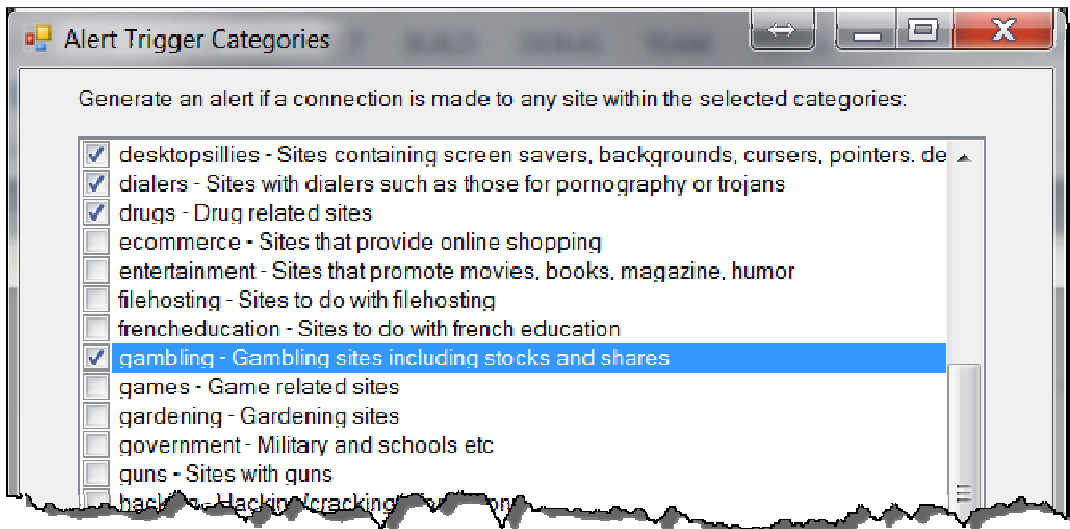 Alert Trigger Categories
Generate an alert if a connection is made to any site within the selected categories:
desktopsillies - Sites containing screen savers, backgrounds, cursers, pointers. de
dialers - Sites with dialers such as those for pornography or trojans
drugs - Drug related sites
ecommerce - Sites that provide online shopping
entertainment - Sites that promote movies, books, magazine, humor
filehosting - Sites to do with filehosting
frencheducation - Sites to do with french education
gambling - Gambling sites including stocks and shares
games - Game related sites
gardening - Gardening sites
government - Military and schools etc
guns - Sites with guns